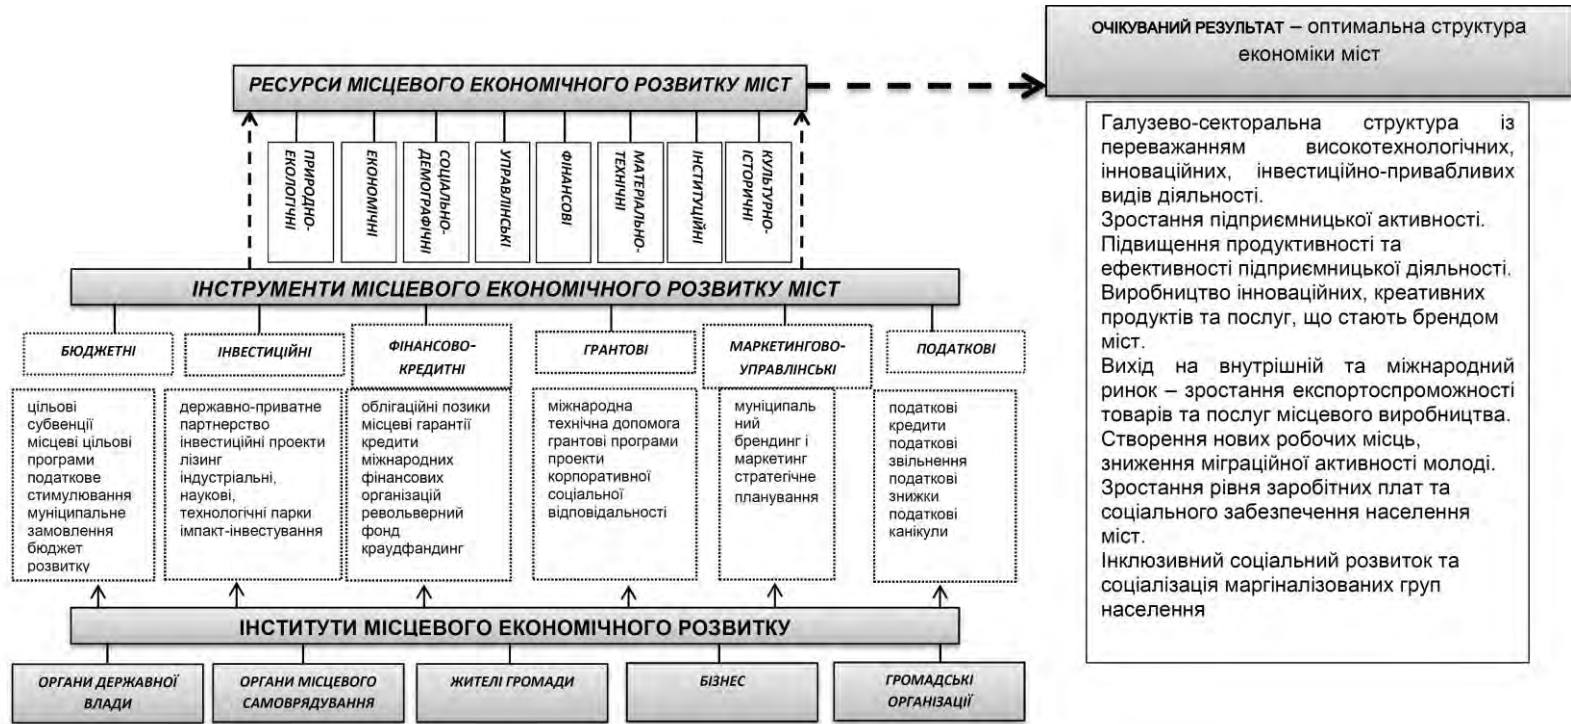 ОЧІКУВАНИЙ РЕЗУЛЬТАТ – оптимальна структура
економіки міст
РЕСУРСИ МІСЦЕВОГО ЕКОНОМІЧНОГО РОЗВИТКУ МІСТ
ПРИРОДНО-
ЕКОЛОГІЧНІ
ЕКОНОМІЧНІ
СОЦІАЛЬНО-
ДЕМОГРАФІЧНІ
УПРАВЛІНСЬКІ
ФІНАНСОВІ
МАТЕРІАЛЬНО-
ТЕХНІЧНІ
ІНСТИТУЦІЙНІ
КУЛЬТУРНО-
ІСТОРИЧНІ
ІНСТРУМЕНТИ МІСЦЕВОГО ЕКОНОМІЧНОГО РОЗВИТКУ МІСТ
БЮДЖЕТНІ
ІНВЕСТИЦІЙНІ
ФІНАНСОВО-
КРЕДИТНІ
ГРАНТОВІ
МАРКЕТИНГОВО-
УПРАВЛІНСЬКІ
ПОДАТКОВІ
цільові
субвенції
місцеві цільові
програми
податкове
стимулювання
муніципальне
замовлення
бюджет
розвитку
державно-приватне
партнерство
інвестиційні проекти
лізинг
індустріальні,
наукові,
технологічні парки
імпакт-інвестування
облігаційні позики
місцеві гарантії
кредити
міжнародних
фінансових
організацій
револьверний
фонд
краудфандинг
міжнародна
технічна допомога
грантові програми
проекти
корпоративної
соціальної
відповідальності
муніципаль
ний
брендинг і
маркетинг
стратегічне
планування
податкові
кредити
податкові
звільнення
податкові
знижки
податкові
канікули
ІНСТИТУТИ МІСЦЕВОГО ЕКОНОМІЧНОГО РОЗВИТКУ
ОРГАНИ ДЕРЖАВНОЇ
ВЛАДИ
ОРГАНИ МІСЦЕВОГО
САМОВРЯДУВАННЯ
ЖИТЕЛІ ГРОМАДИ
БІЗНЕС
ГРОМАДСЬКІ
ОРГАНІЗАЦІЇ
Галузево-секторальна структура із
переважанням високотехнологічних,
інноваційних, інвестиційно-привабливих
видів діяльності.
Зростання підприємницької активності.
Підвищення продуктивності та
ефективності підприємницької діяльності.
Виробництво інноваційних, креативних
продуктів та послуг, що стають брендом
міст.
Вихід на внутрішній та міжнародний
ринок – зростання експортоспроможності
товарів та послуг місцевого виробництва.
Створення нових робочих місць,
зниження міграційної активності молоді.
Зростання рівня заробітних плат та
соціального забезпечення населення
міст.
Інклюзивний соціальний розвиток та
соціалізація маргіналізованих груп
населення